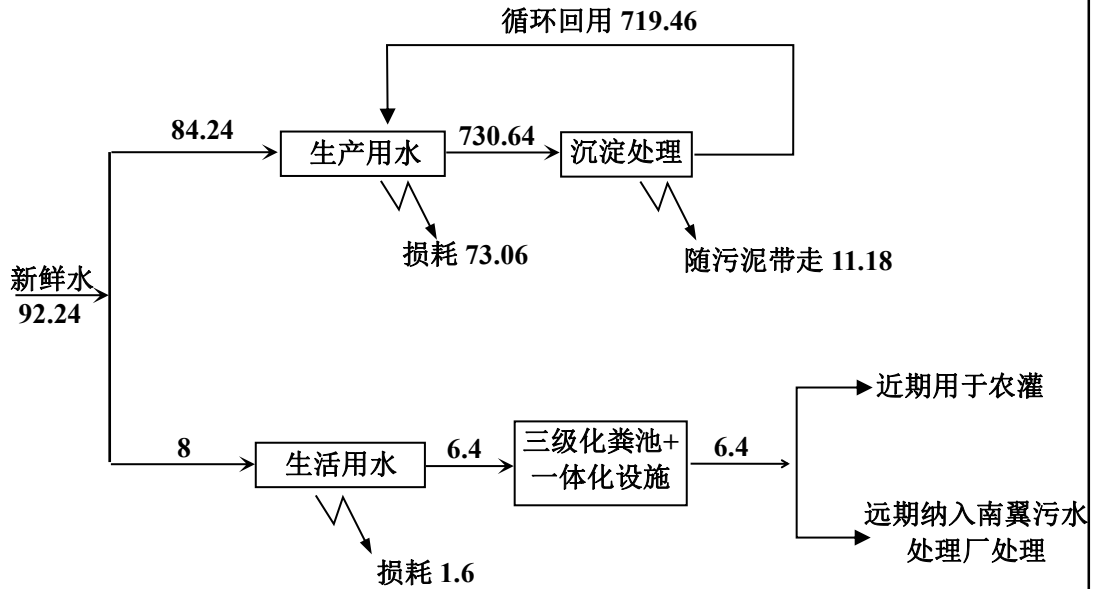 循环回用 719.46
84.24
生产用水
730.64
沉淀处理
损耗 73.06
随污泥带走 11.18
新鲜水
92.24
近期用于农灌
8
生活用水
6.4
三级化粪池+
一体化设施
6.4
远期纳入南翼污水
处理厂处理
损耗 1.6